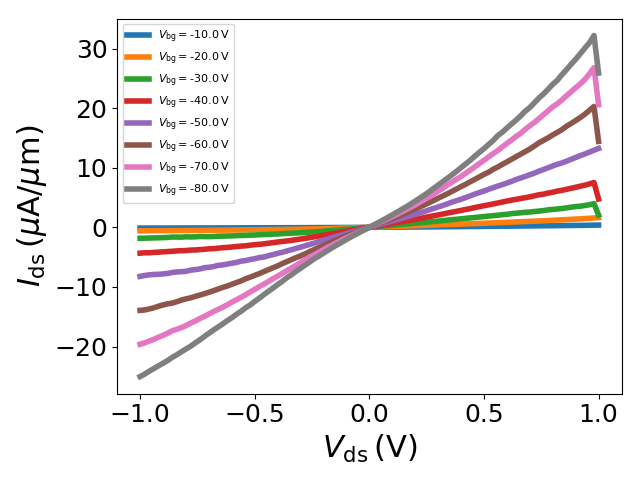 30
20
10
0
−10
−20
I_ds (μA/μm)
V_bg = -10.0 V
V_bg = -20.0 V
V_bg = -30.0 V
V_bg = -40.0 V
V_bg = -50.0 V
V_bg = -60.0 V
V_bg = -70.0 V
V_bg = -80.0 V
−1.0 −0.5 0.0 0.5 1.0
V_ds (V)